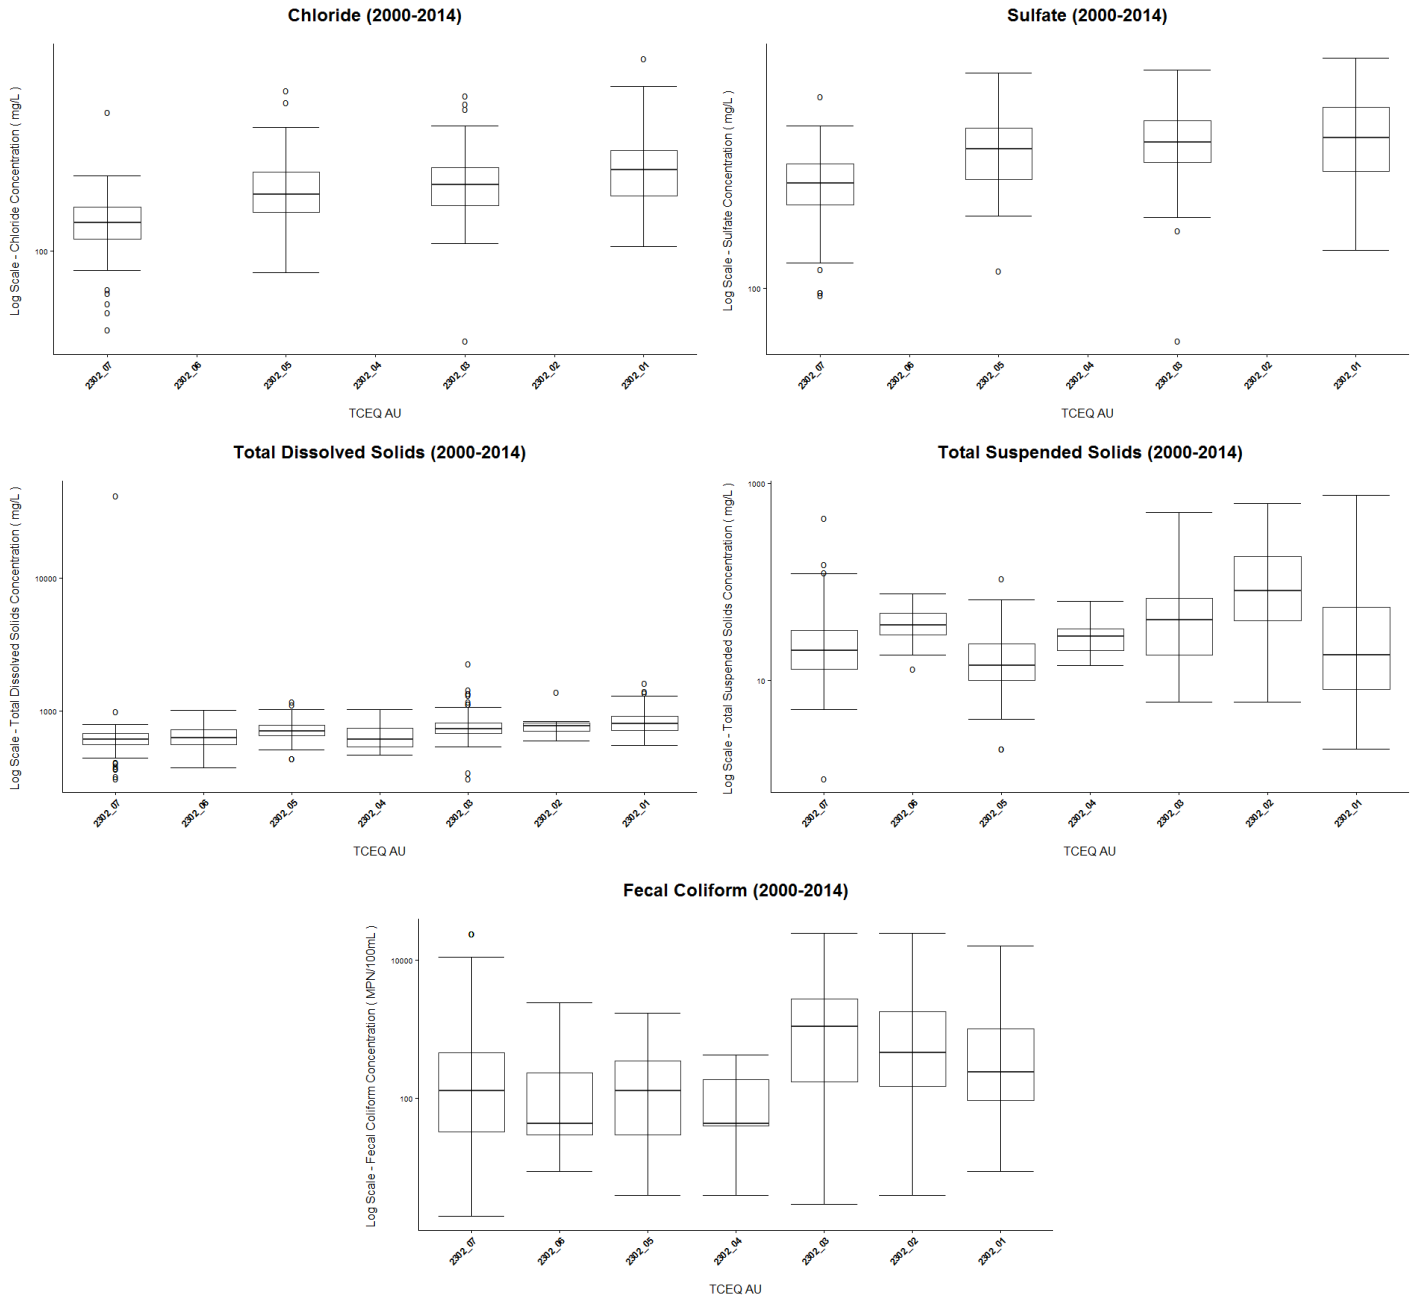 Chloride (2000-2014)
Log Scale - Chloride Concentration ( mg/L )
100
2302_07
2302_06
2302_05
2302_04
2302_03
2302_02
2302_01
TCEQ AU
Sulfate (2000-2014)
Log Scale - Sulfate Concentration ( mg/L )
100
2302_07
2302_06
2302_05
2302_04
2302_03
2302_02
2302_01
TCEQ AU
Total Dissolved Solids (2000-2014)
Log Scale - Total Dissolved Solids Concentration ( mg/L )
10000
1000
2302_07
2302_06
2302_05
2302_04
2302_03
2302_02
2302_01
TCEQ AU
Total Suspended Solids (2000-2014)
Log Scale - Total Suspended Solids Concentration ( mg/L )
1000
10
2302_07
2302_06
2302_05
2302_04
2302_03
2302_02
2302_01
TCEQ AU
Fecal Coliform (2000-2014)
Log Scale - Fecal Coliform Concentration ( MPN/100mL )
10000
100
2302_07
2302_06
2302_05
2302_04
2302_03
2302_02
2302_01
TCEQ AU